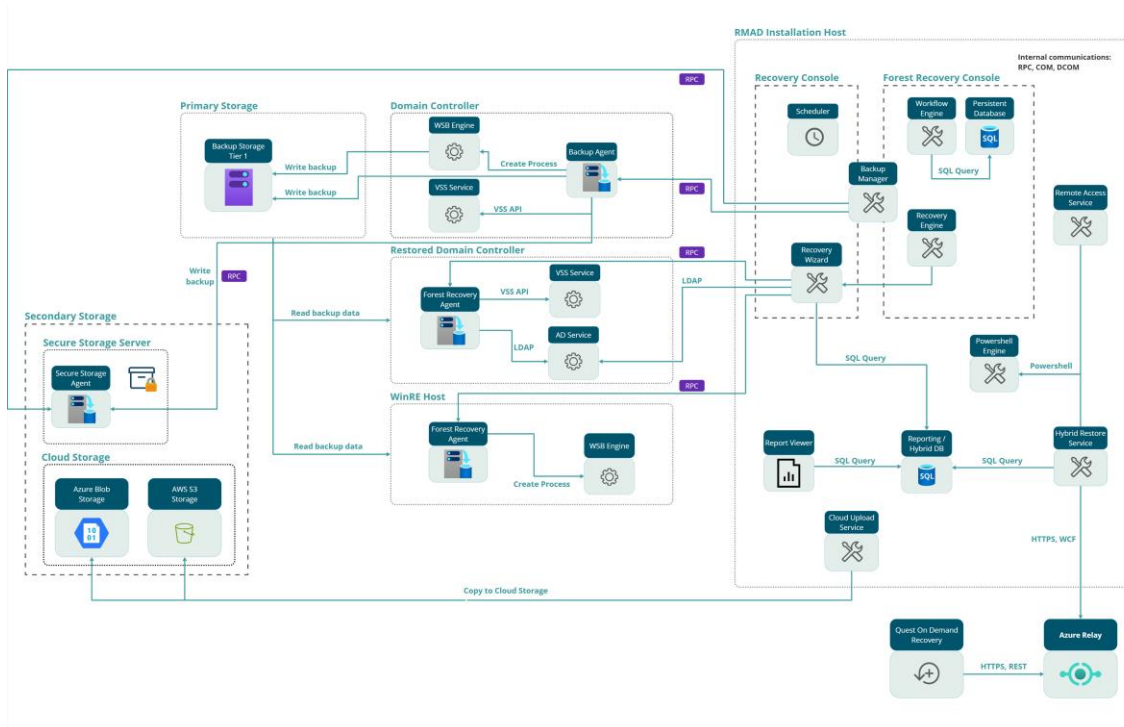 RMAD Installation Host
Internal communications:
RPC, COM, DCOM
RPC
Recovery Console
Forest Recovery Console
Primary Storage
Domain Controller
Scheduler
Workflow
Engine
Persistent
Database
SQL
WSB Engine
Backup Storage
Tier 1
Write backup
Create Process
Backup Agent
SQL Query
Backup
Manager
VSS Service
Write backup
RPC
Remote Access
Service
VSS API
Recovery
Engine
Restored Domain Controller
RPC
Recovery
Wizard
Write
backup
RPC
VSS Service
LDAP
Forest Recovery
Agent
VSS API
Secondary Storage
Read backup data
AD Service
LDAP
Secure Storage Server
Powershell
Engine
SQL Query
Powershell
Secure Storage
Agent
RPC
WinRE Host
Forest Recovery
Agent
WSB Engine
Report Viewer
Reporting /
Hybrid DB
Hybrid Restore
Service
Read backup data
Cloud Storage
SQL Query
SQL Query
SQL
Create Process
Azure Blob
Storage
AWS S3
Storage
10
01
Cloud Upload
Service
HTTPS, WCF
Copy to Cloud Storage
Quest On Demand
Recovery
Azure Relay
HTTPS, REST